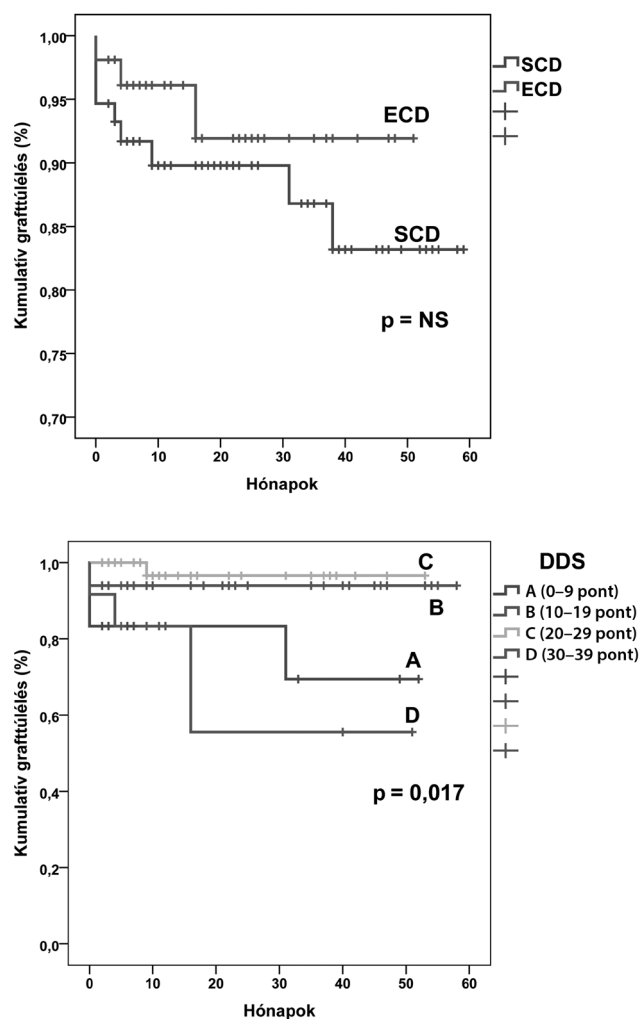 Kumulatív grafttúlélés (%)
1,00
0,95
0,90
0,85
0,80
0,75
0,70
0 10 20 30 40 50 60
Hónapok
ECD
SCD
p = NS
SCD
ECD
Kumulatív grafttúlélés (%)
1,0
0,8
0,6
0,4
0,2
0,0
0 10 20 30 40 50 60
Hónapok
C
B
A
D
p = 0,017
DDS
A (0–9 pont)
B (10–19 pont)
C (20–29 pont)
D (30–39 pont)